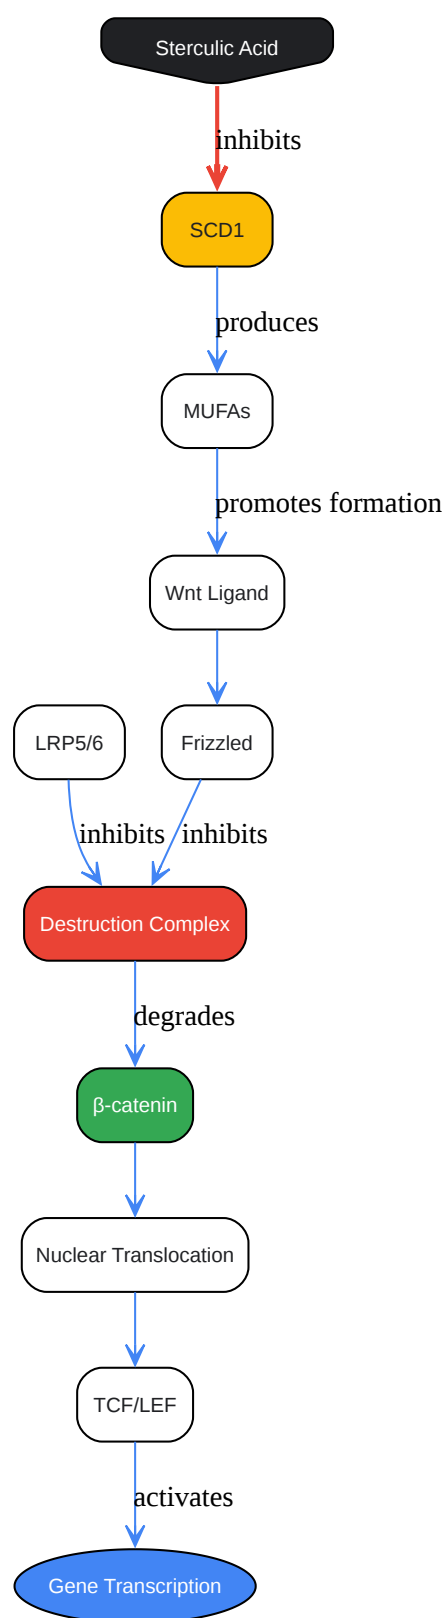 Sterculic Acid
inhibits
SCD1
produces
MUFAs
promotes formation
Wnt Ligand
LRP5/6
Frizzled
inhibits
inhibits
Destruction Complex
degrades
β-catenin
Nuclear Translocation
TCF/LEF
activates
Gene Transcription